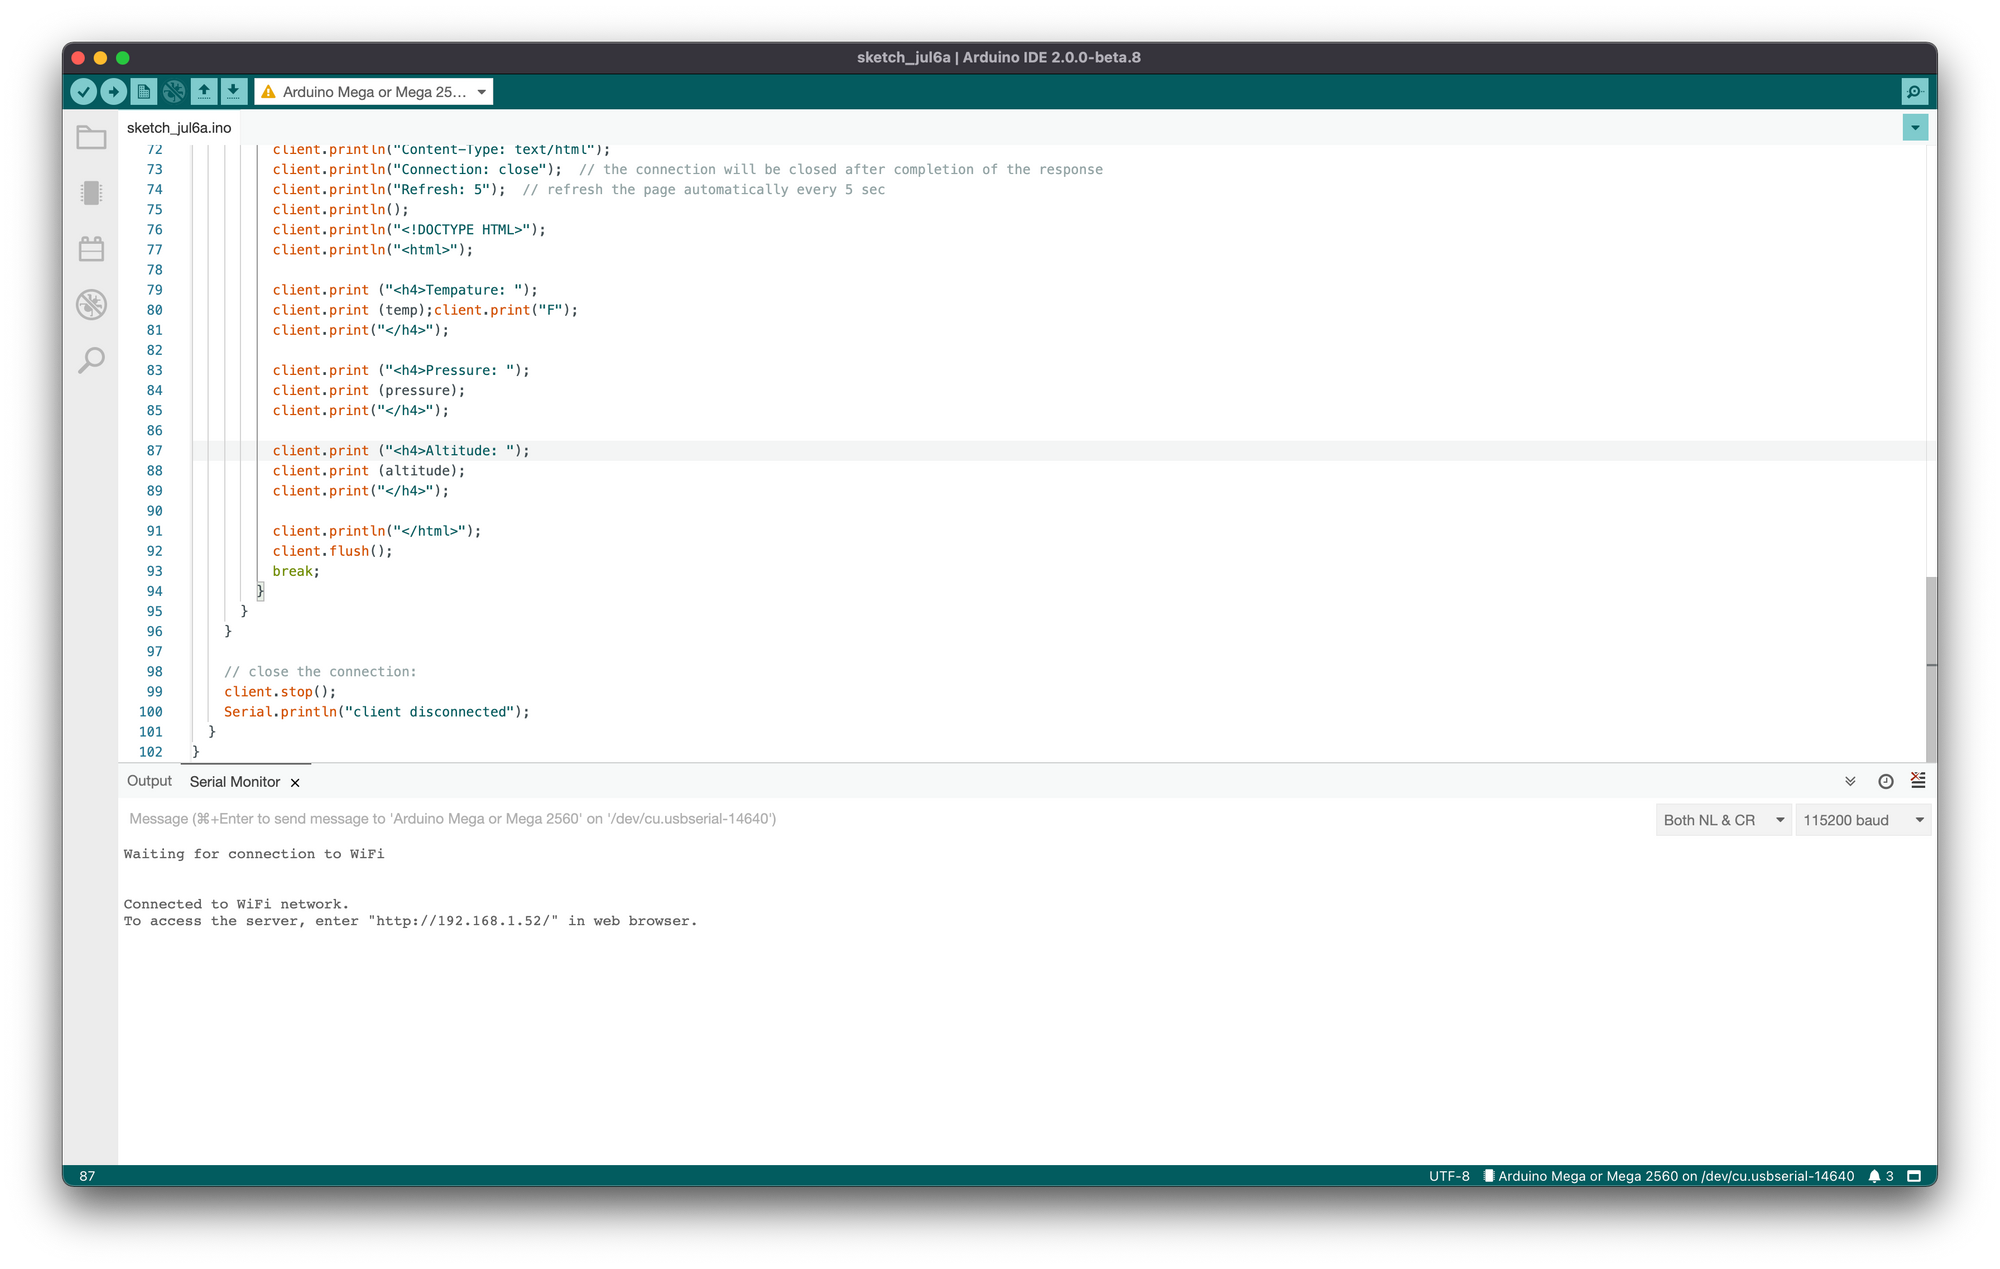 sketch_jul6a | Arduino IDE 2.0.0-beta.8
Arduino Mega or Mega 25...
sketch_jul6a.ino
72 client.println("Content-Type: text/html");
73 client.println("Connection: close");  // the connection will be closed after completion of the response
74 client.println("Refresh: 5");  // refresh the page automatically every 5 sec
75 client.println();
76 client.println("<!DOCTYPE HTML>");
77 client.println("<html>");
78
79 client.print ("<h4>Tempature: ");
80 client.print (temp);client.print("F");
81 client.print("</h4>");
82
83 client.print ("<h4>Pressure: ");
84 client.print (pressure);
85 client.print("</h4>");
86
87 client.print ("<h4>Altitude: ");
88 client.print (altitude);
89 client.print("</h4>");
90
91 client.println("</html>");
92 client.flush();
93 break;
94 }
95 }
96 }
97
98 // close the connection:
99 client.stop();
100 Serial.println("client disconnected");
101 }
102 }
Output Serial Monitor ×
Message (⌘+Enter to send message to 'Arduino Mega or Mega 2560' on '/dev/cu.usbserial-14640')
Both NL & CR 115200 baud
Waiting for connection to WiFi
Connected to WiFi network.
To access the server, enter "http://192.168.1.52/" in web browser.
87 UTF-8 Arduino Mega or Mega 2560 on /dev/cu.usbserial-14640 3